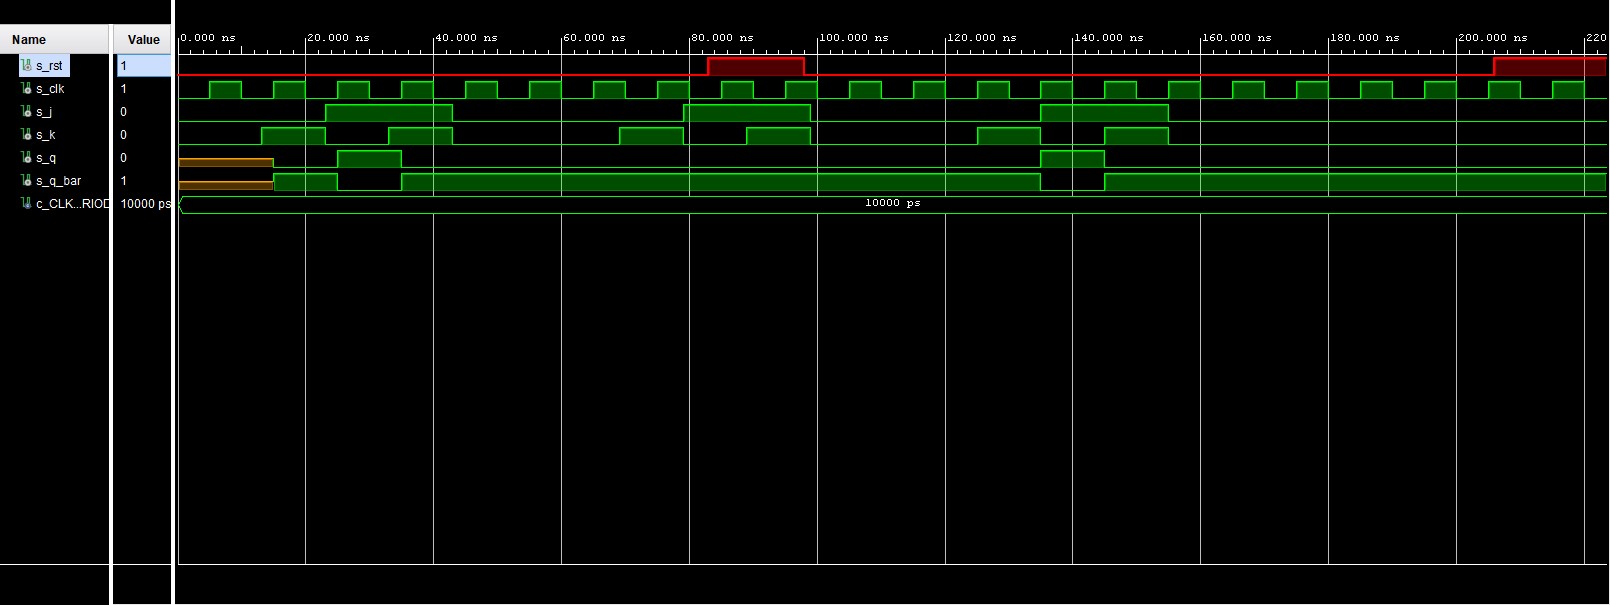 Name Value
0.000 ns 20.000 ns 40.000 ns 60.000 ns 80.000 ns 100.000 ns 120.000 ns 140.000 ns 160.000 ns 180.000 ns 200.000 ns 220
s_rst 1
s_clk 1
s_j 0
s_k 0
s_q 0
s_q_bar 1
c_CLK...RIOD 10000 ps 10000 ps